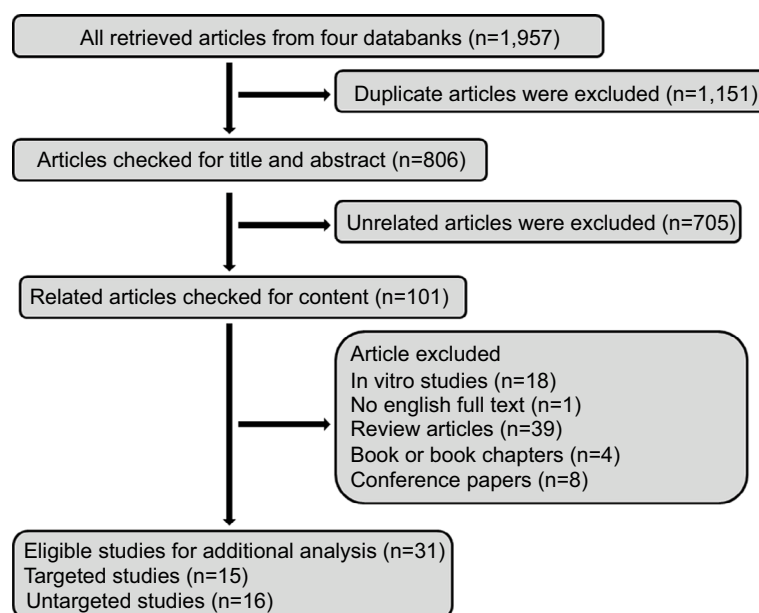 All retrieved articles from four databanks (n=1,957)
Duplicate articles were excluded (n=1,151)
Articles checked for title and abstract (n=806)
Unrelated articles were excluded (n=705)
Related articles checked for content (n=101)
Article excluded
In vitro studies (n=18)
No english full text (n=1)
Review articles (n=39)
Book or book chapters (n=4)
Conference papers (n=8)
Eligible studies for additional analysis (n=31)
Targeted studies (n=15)
Untargeted studies (n=16)